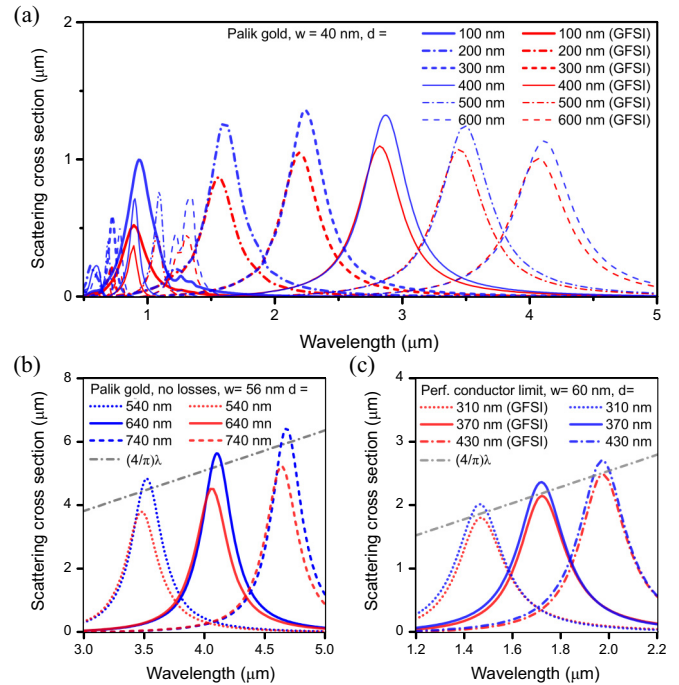 (a)
Palik gold, w = 40 nm, d =
100 nm
100 nm (GFSI)
200 nm
200 nm (GFSI)
300 nm
300 nm (GFSI)
400 nm
400 nm (GFSI)
500 nm
500 nm (GFSI)
600 nm
600 nm (GFSI)
Scattering cross section (μm)
2
1
0
1
2
3
4
5
Wavelength (μm)
(b)
Palik gold, no losses, w= 56 nm d =
540 nm
540 nm
640 nm
640 nm
740 nm
740 nm
(4/π)λ
Scattering cross section (μm)
8
6
4
2
0
3.0
3.5
4.0
4.5
5.0
Wavelength (μm)
(c)
Perf. conductor limit, w= 60 nm, d=
310 nm (GFSI)
310 nm
370 nm (GFSI)
370 nm
430 nm (GFSI)
430 nm
(4/π)λ
Scattering cross section (μm)
4
3
2
1
0
1.2
1.4
1.6
1.8
2.0
2.2
Wavelength (μm)